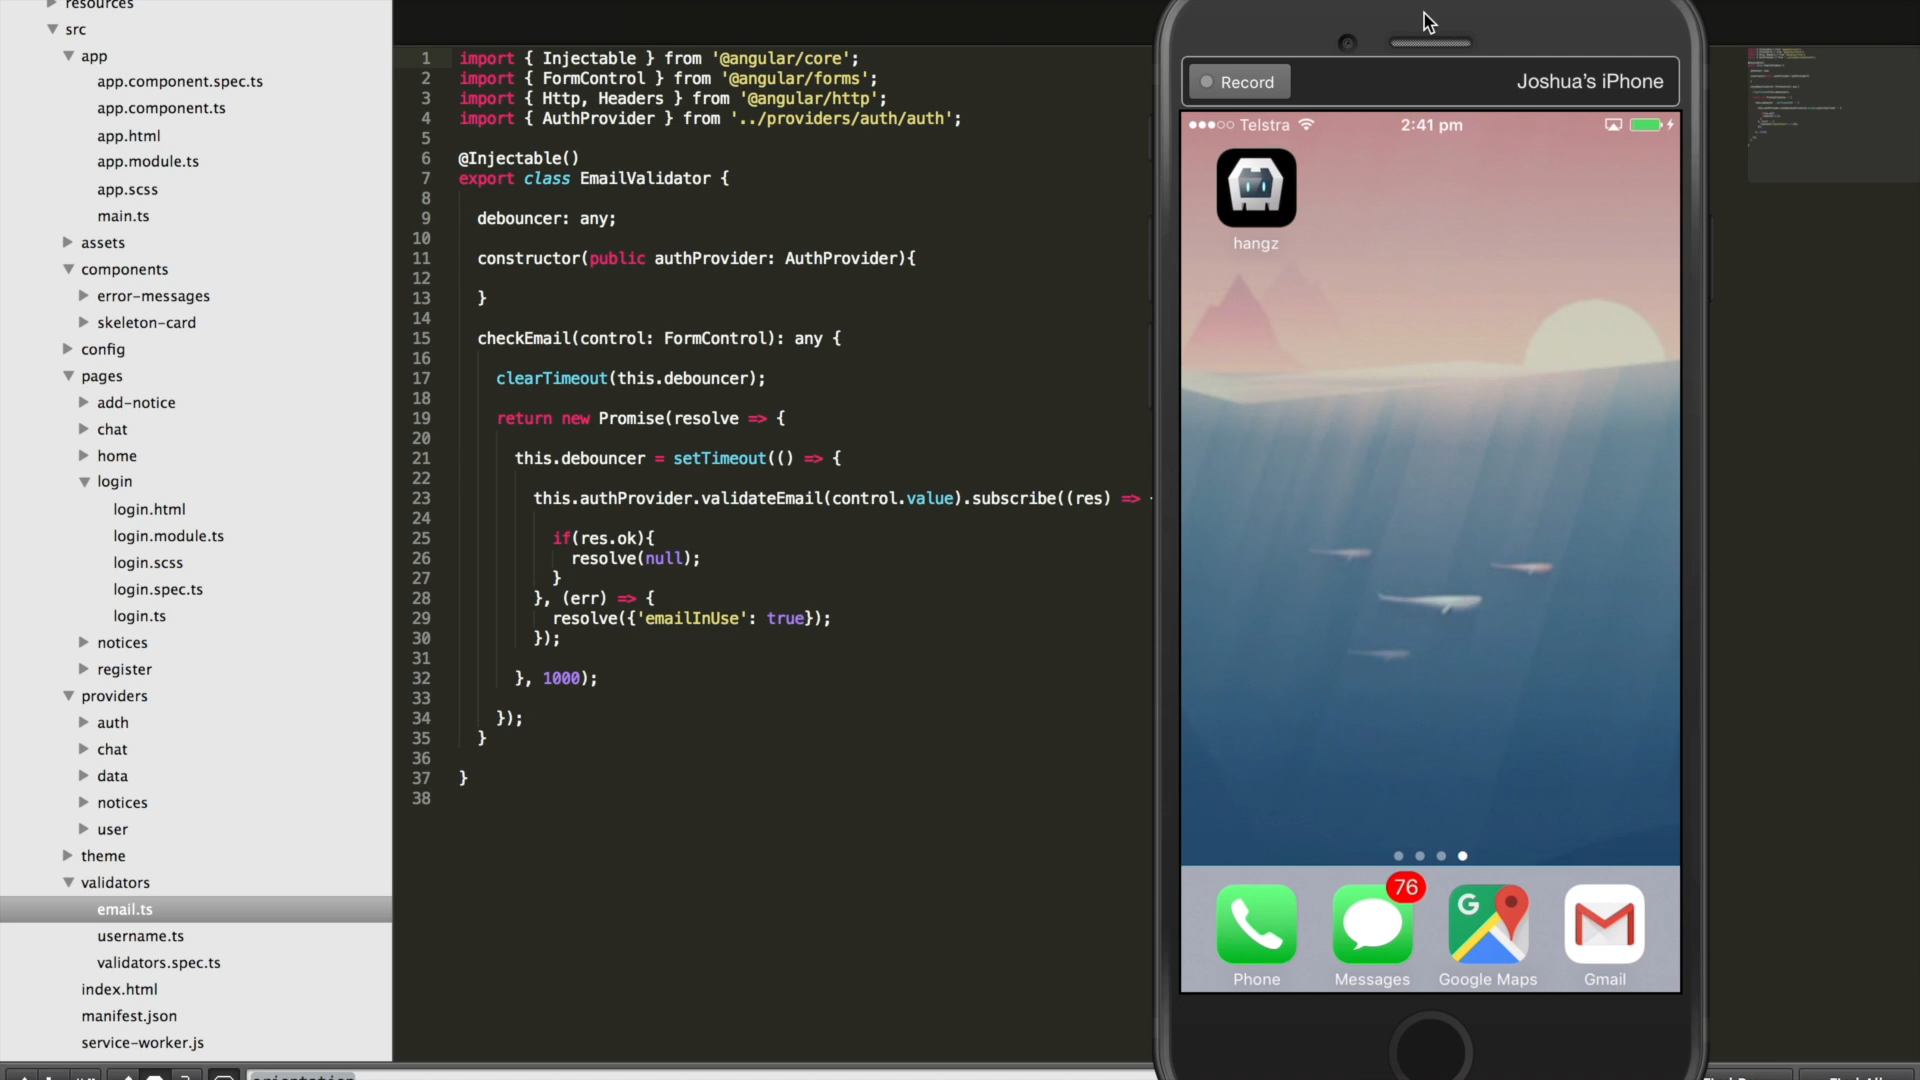 resources
src
app
app.component.spec.ts
app.component.ts
app.html
app.module.ts
app.scss
main.ts
assets
components
error-messages
skeleton-card
config
pages
add-notice
chat
home
login
login.html
login.module.ts
login.scss
login.spec.ts
login.ts
notices
register
providers
auth
chat
data
notices
user
theme
validators
email.ts
username.ts
validators.spec.ts
index.html
manifest.json
service-worker.js
1 import { Injectable } from '@angular/core';
2 import { FormControl } from '@angular/forms';
3 import { Http, Headers } from '@angular/http';
4 import { AuthProvider } from '../providers/auth/auth';
5
6 @Injectable()
7 export class EmailValidator {
8
9 debouncer: any;
10
11 constructor(public authProvider: AuthProvider){
12
13 }
14
15 checkEmail(control: FormControl): any {
16
17 clearTimeout(this.debouncer);
18
19 return new Promise(resolve => {
20
21 this.debouncer = setTimeout(() => {
22
23 this.authProvider.validateEmail(control.value).subscribe((res) =>
24
25 if(res.ok){
26 resolve(null);
27 }
28 }, (err) => {
29 resolve({'emailInUse': true});
30 });
31
32 }, 1000);
33
34 });
35 }
36
37 }
38
Record
Joshua's iPhone
Telstra
2:41 pm
hangz
76
G
Phone
Messages
Google Maps
Gmail